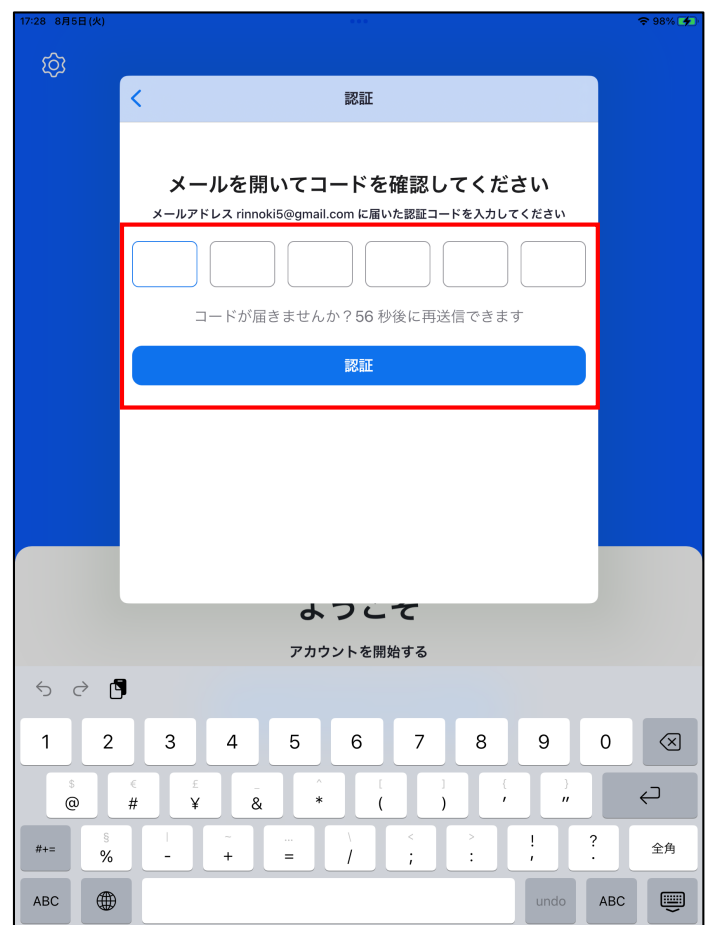 17:28 8月5日(火)
98%
認証
メールを開いてコードを確認してください
メールアドレス rinnoki5@gmail.com に届いた認証コードを入力してください
コードが届きませんか?56 秒後に再送信できます
認証
ようこそ
アカウントを開始する
1 2 3 4 5 6 7 8 9 0
$ € £ _ ^ [ ] { }
@ # ¥ & * ( ) ' "
§ | ~ … \ < > ! ?
#+= % - + = / ; : , . 全角
ABC undo ABC